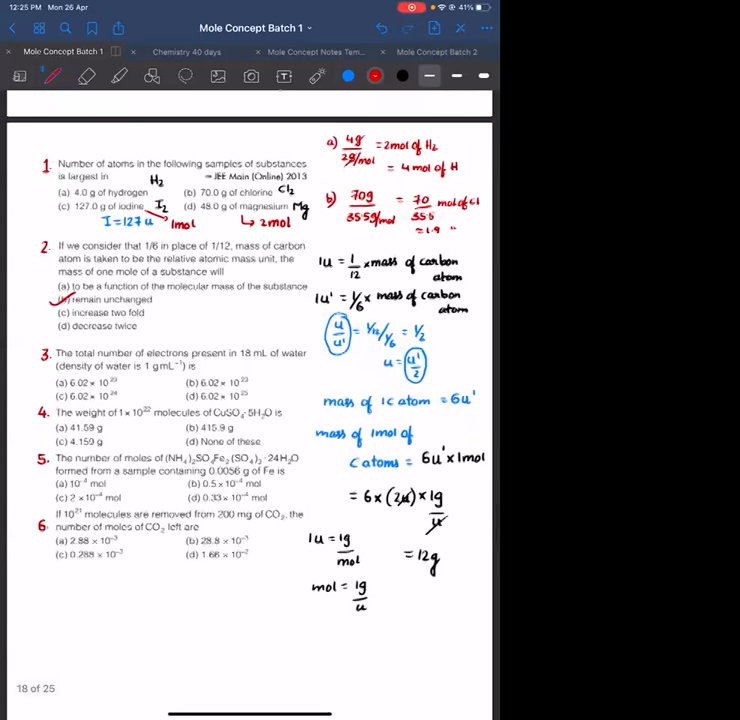 12:25 PM Mon 26 Apr
41%
Mole Concept Batch 1
Mole Concept Batch 1
Chemistry 40 days
Mole Concept Notes Tem...
Mole Concept Batch 2
1. Number of atoms in the following samples of substances
is largest in
H2
JEE Main (Online) 2013
(a) 4.0 g of hydrogen (b) 70.0 g of chlorine Cl2
(c) 127.0 g of iodine I2 (d) 48.0 g of magnesium Mg
I = 127 u → 1mol ↳ 2mol
2. If we consider that 1/6 in place of 1/12, mass of carbon
atom is taken to be the relative atomic mass unit, the
mass of one mole of a substance will
(a) to be a function of the molecular mass of the substance
(b) remain unchanged
(c) increase two fold
(d) decrease twice
3. The total number of electrons present in 18 mL of water
(density of water is 1 g mL⁻¹) is
(a) 6.02 × 10²³ (b) 6.02 × 10²³
(c) 6.02 × 10²⁴ (d) 6.02 × 10²⁵
4. The weight of 1 × 10²² molecules of CuSO₄·5H₂O is
(a) 41.59 g (b) 415.9 g
(c) 4.159 g (d) None of these
5. The number of moles of (NH₄)₂SO₄Fe₂(SO₄)₃·24H₂O
formed from a sample containing 0.0056 g of Fe is
(a) 10⁻⁴ mol (b) 0.5 × 10⁻⁴ mol
(c) 2 × 10⁻⁴ mol (d) 0.33 × 10⁻⁴ mol
6. If 10²¹ molecules are removed from 200 mg of CO₂, the
number of moles of CO₂ left are
(a) 2.88 × 10⁻³ (b) 28.8 × 10⁻³
(c) 0.288 × 10⁻³ (d) 1.66 × 10⁻²
a) 4g = 2mol of H2
2g/mol = 4 mol of H
b) 70g = 70 mol of Cl
35.5g/mol 35.5
≈ 1.9 "
1u = 1/12 × mass of carbon
atom
1u' = 1/6 × mass of carbon
atom
u/u' = 1/12/1/6 = 1/2
u = u'/2
mass of 1C atom = 6u'
mass of 1mol of
C atoms = 6u' × 1mol
= 6 × (2u) × 1g/u
1u = 1g/mol
= 12g
mol = 1g/u
18 of 25